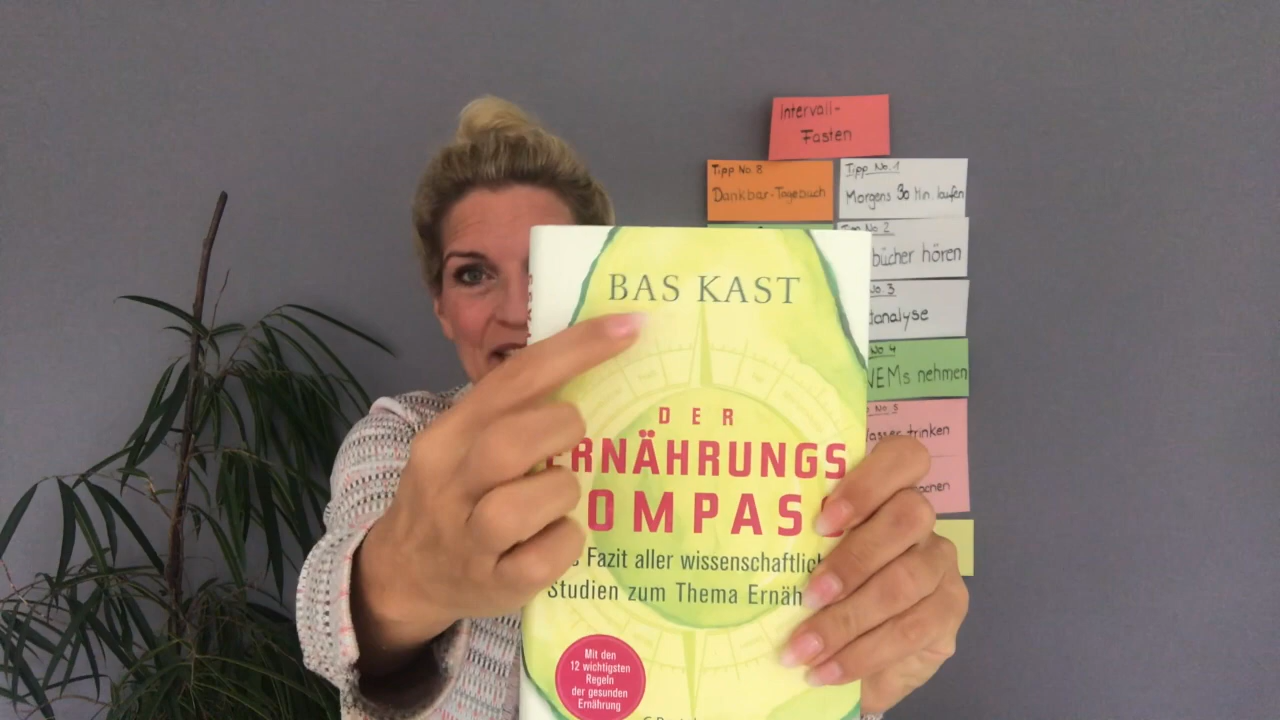 Intervall-
Fasten
Tipp No. 8
Dankbar-Tagebuch
Tipp No. 1
Morgens 30 Min. laufen
No 2
bücher hören
No. 3
tanalyse
No 4
NEMs nehmen
No. 5
Wasser trinken
BAS KAST
DER
ERNÄHRUNGS
OMPASS
Fazit aller wissenschaftlich
Studien zum Thema Ernäh
Mit den
12 wichtigsten
Regeln
der gesunden
Ernährung